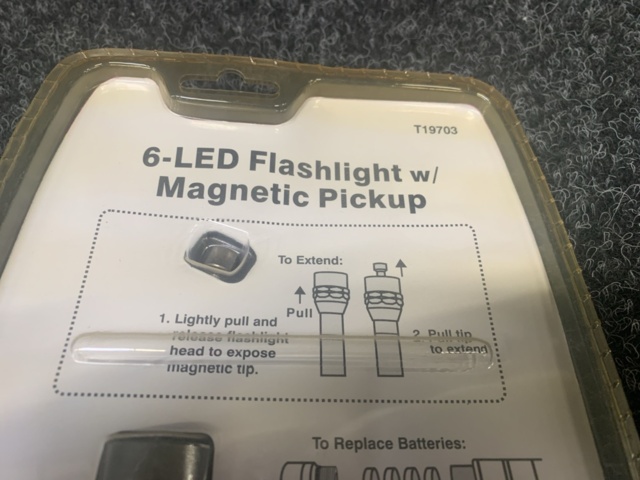 T19703
6-LED Flashlight w/
Magnetic Pickup
To Extend:
Pull
1. Lightly pull and
release flashlight
head to expose
magnetic tip.
2. Pull tip
to extend
To Replace Batteries: